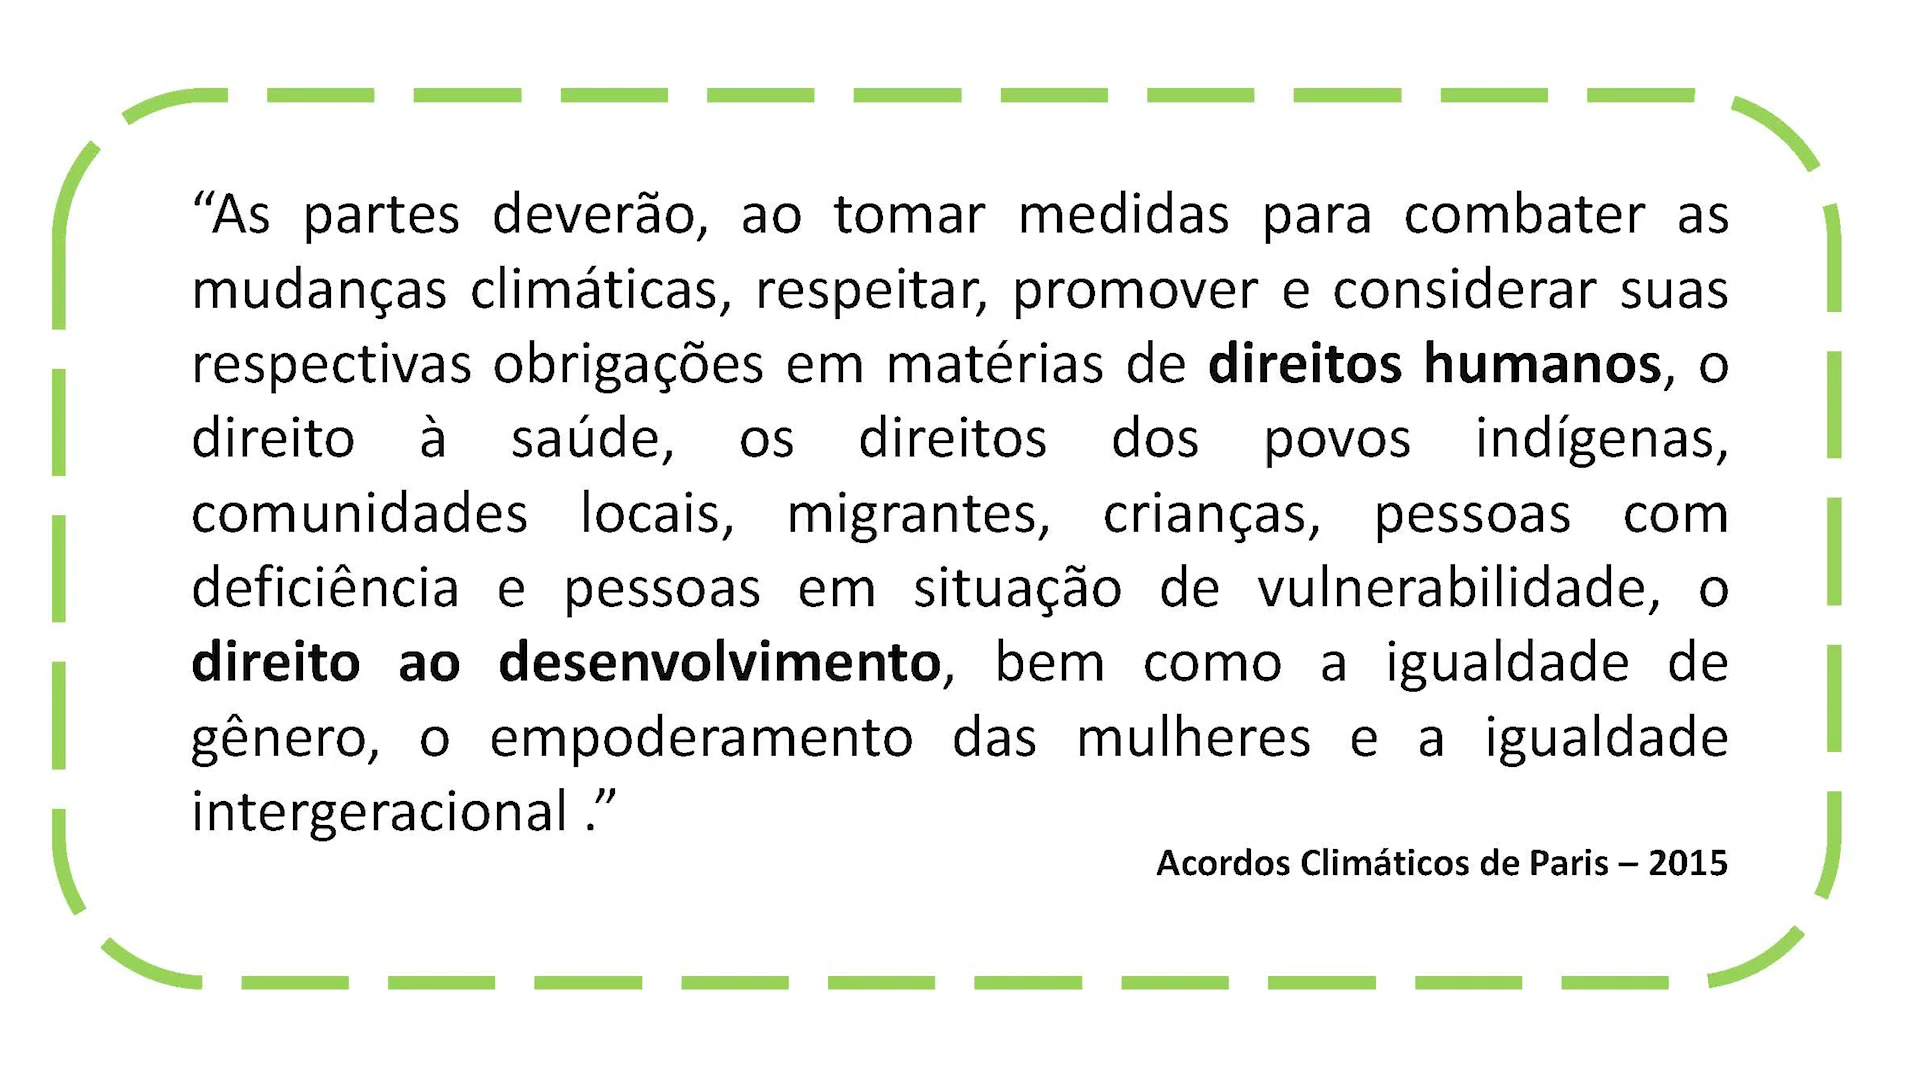 “As partes deverão, ao tomar medidas para combater as
mudanças climáticas, respeitar, promover e considerar suas
respectivas obrigações em matérias de direitos humanos, o
direito à saúde, os direitos dos povos indígenas,
comunidades locais, migrantes, crianças, pessoas com
deficiência e pessoas em situação de vulnerabilidade, o
direito ao desenvolvimento, bem como a igualdade de
gênero, o empoderamento das mulheres e a igualdade
intergeracional .”
Acordos Climáticos de Paris – 2015